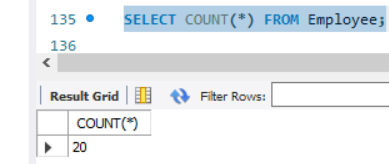 135 SELECT COUNT(*) FROM Employee;
136
Result Grid Filter Rows:
COUNT(*)
20